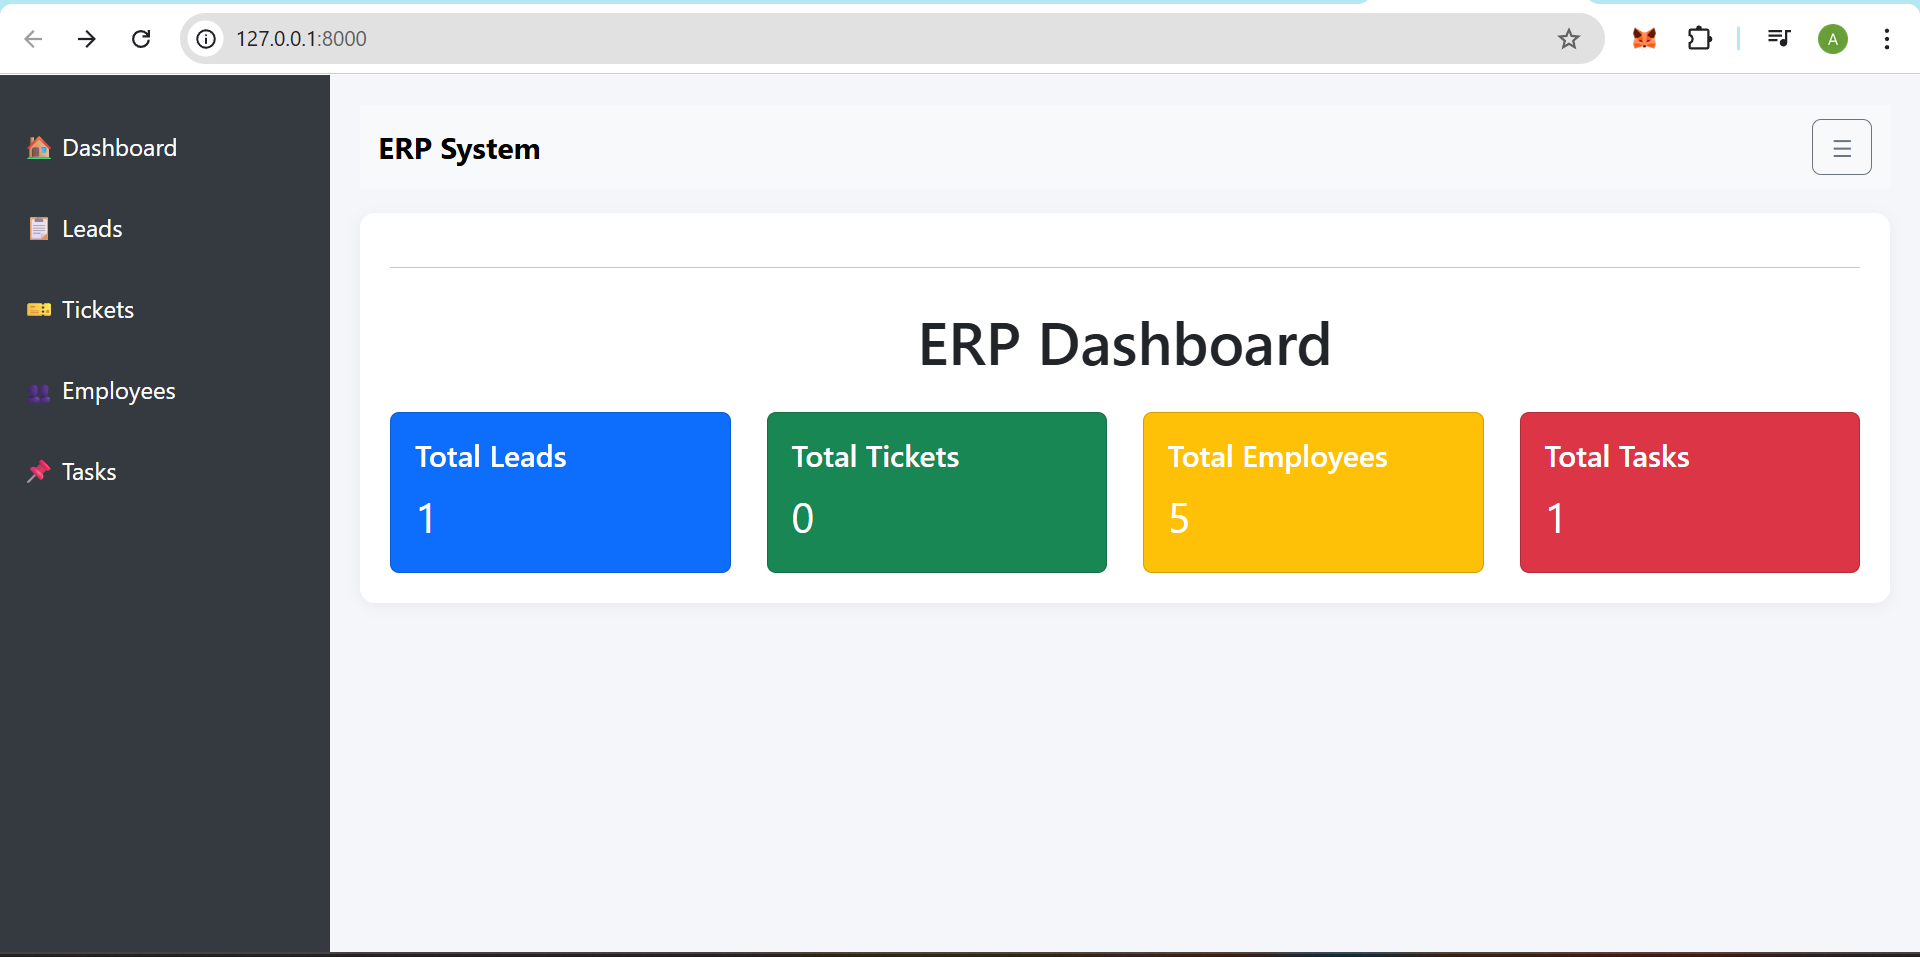 127.0.0.1:8000
A
Dashboard
Leads
Tickets
Employees
Tasks
ERP System
ERP Dashboard
Total Leads
1
Total Tickets
0
Total Employees
5
Total Tasks
1